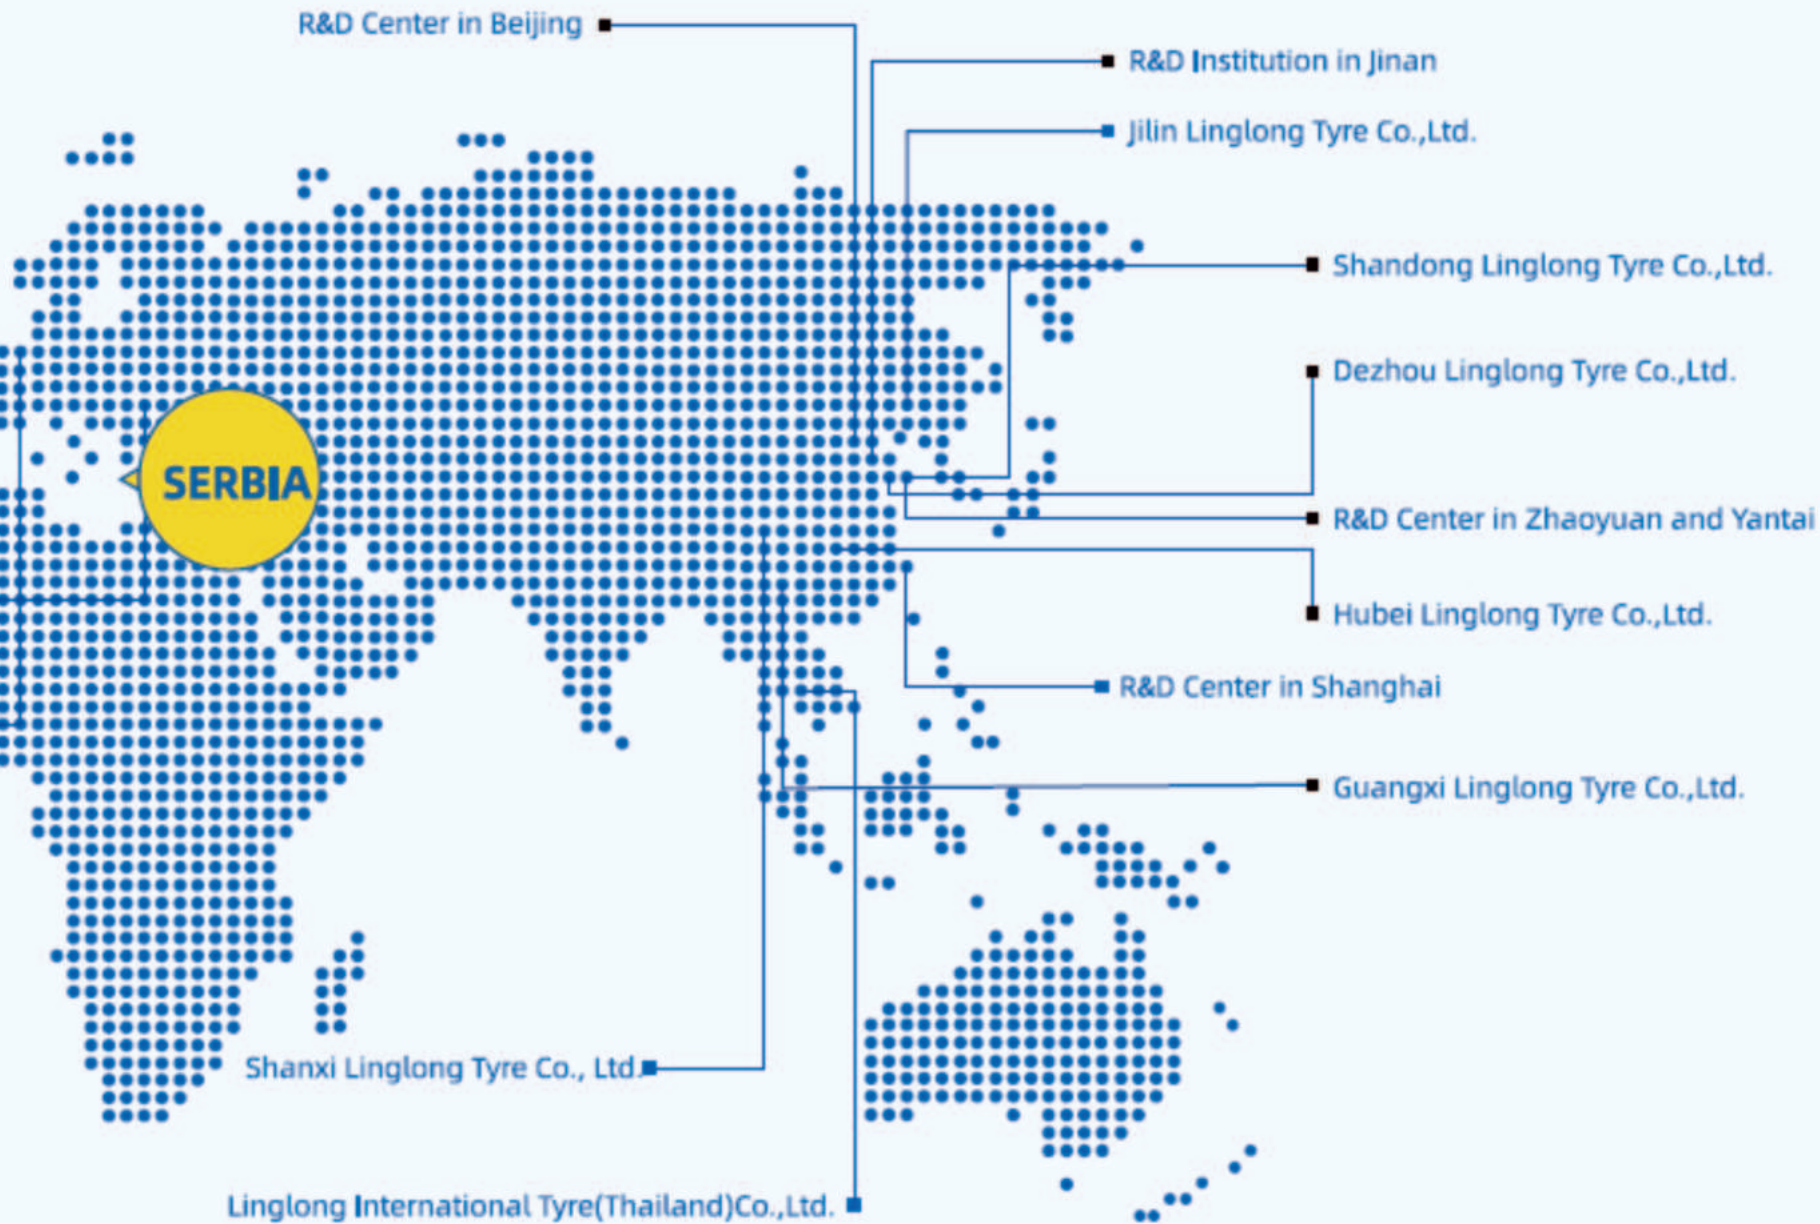 R&D Center in Beijing
R&D Institution in Jinan
Jilin Linglong Tyre Co.,Ltd.
Shandong Linglong Tyre Co.,Ltd.
Dezhou Linglong Tyre Co.,Ltd.
SERBIA
R&D Center in Zhaoyuan and Yantai
Hubei Linglong Tyre Co.,Ltd.
R&D Center in Shanghai
Guangxi Linglong Tyre Co.,Ltd.
Shanxi Linglong Tyre Co., Ltd.
Linglong International Tyre(Thailand)Co.,Ltd.